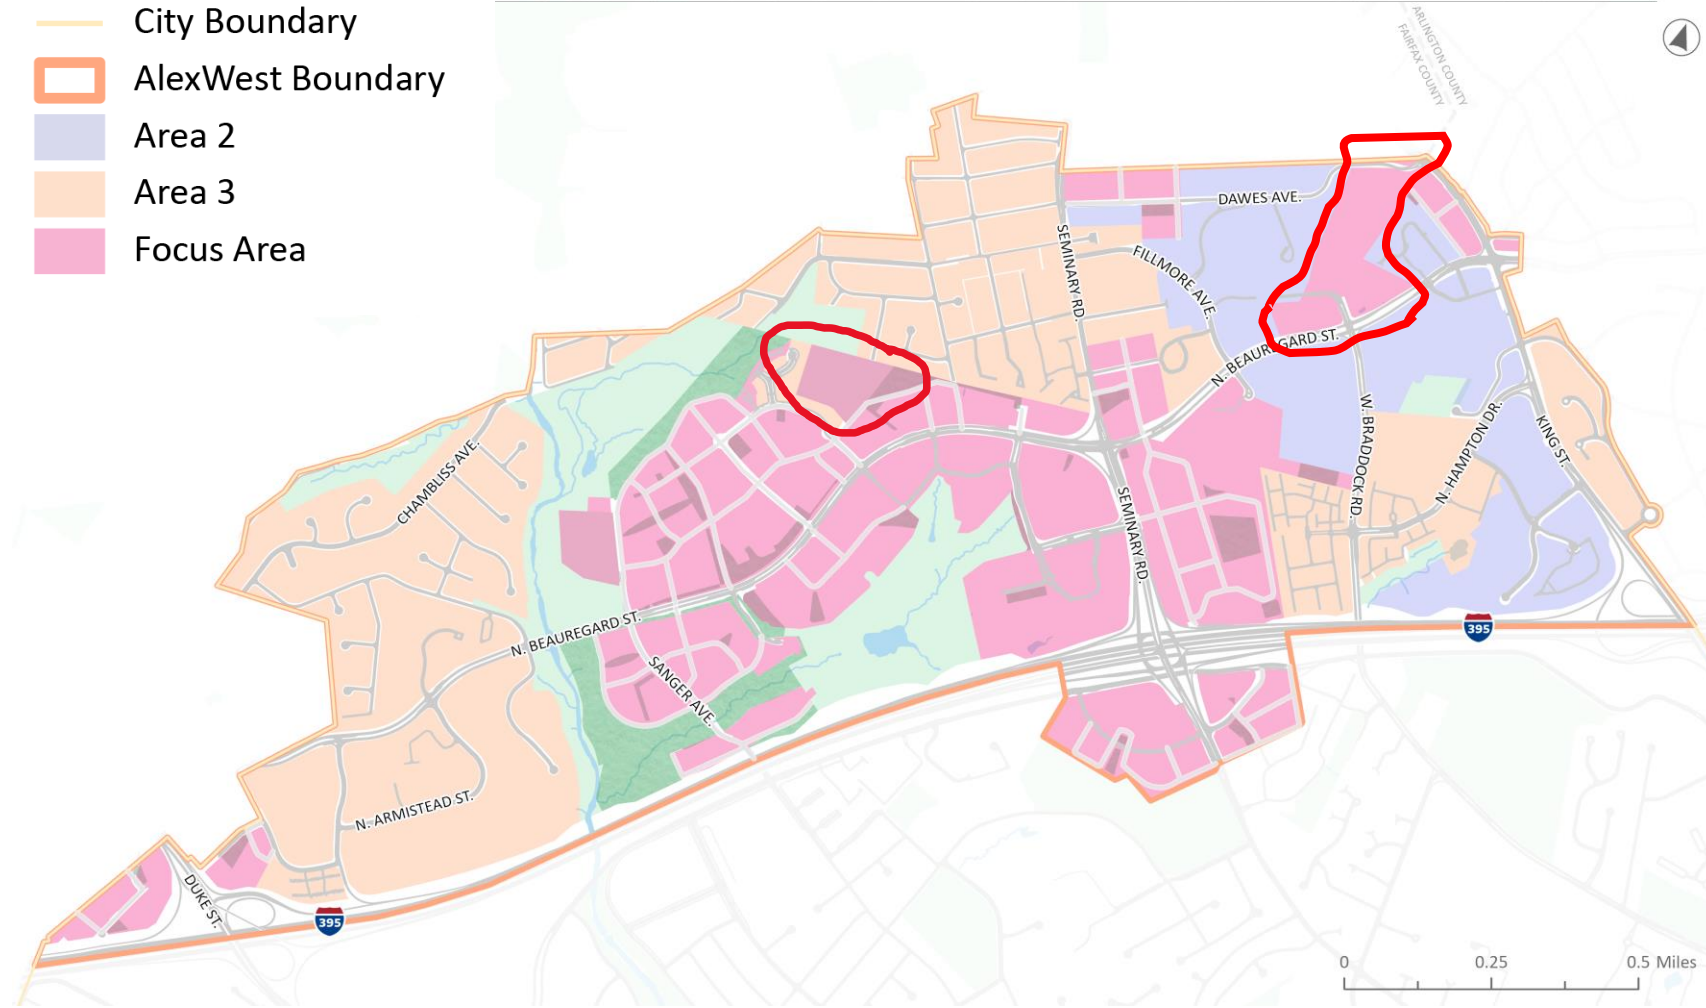 City Boundary
AlexWest Boundary
Area 2
Area 3
Focus Area
ARLINGTON COUNTY
FAIRFAX COUNTY
DAWES AVE.
SEMINARY RD.
FILLMORE AVE.
N. BEAUREGARD ST.
W. BRADDOCK RD.
N. HAMPTON DR.
KING ST.
CHAMBLISS AVE.
SEMINARY RD.
N. BEAUREGARD ST.
SANGER AVE.
395
N. ARMISTEAD ST.
DUKE ST.
395
0 0.25 0.5 Miles